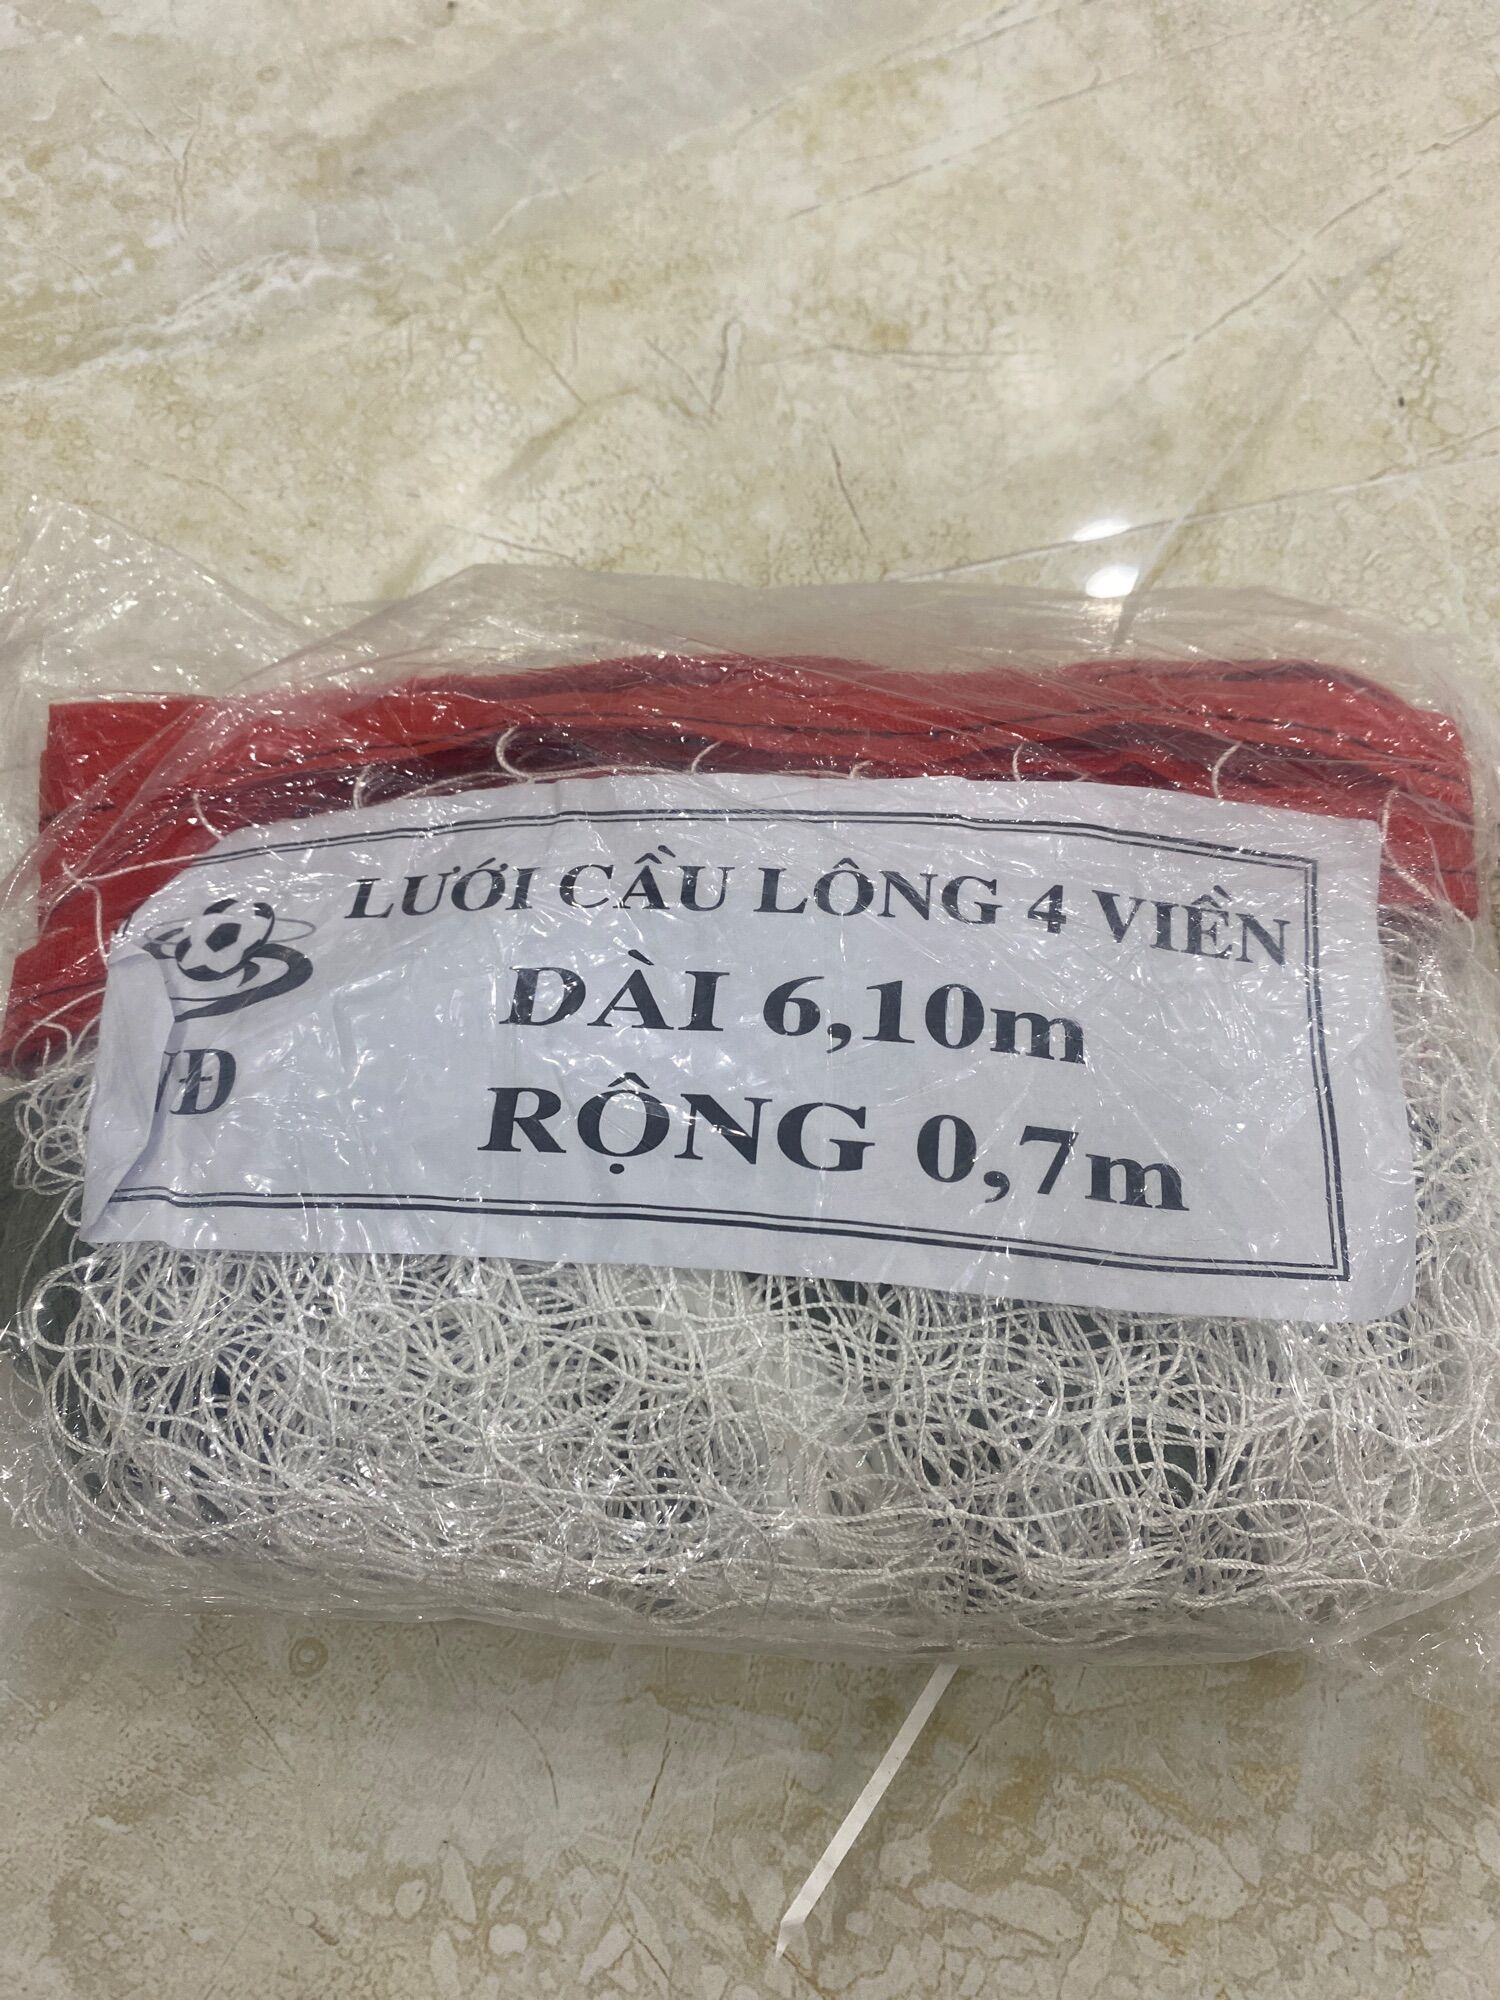 LƯỚI CẦU LÔNG 4 VIỀN
DÀI 6,10m
RỘNG 0,7m